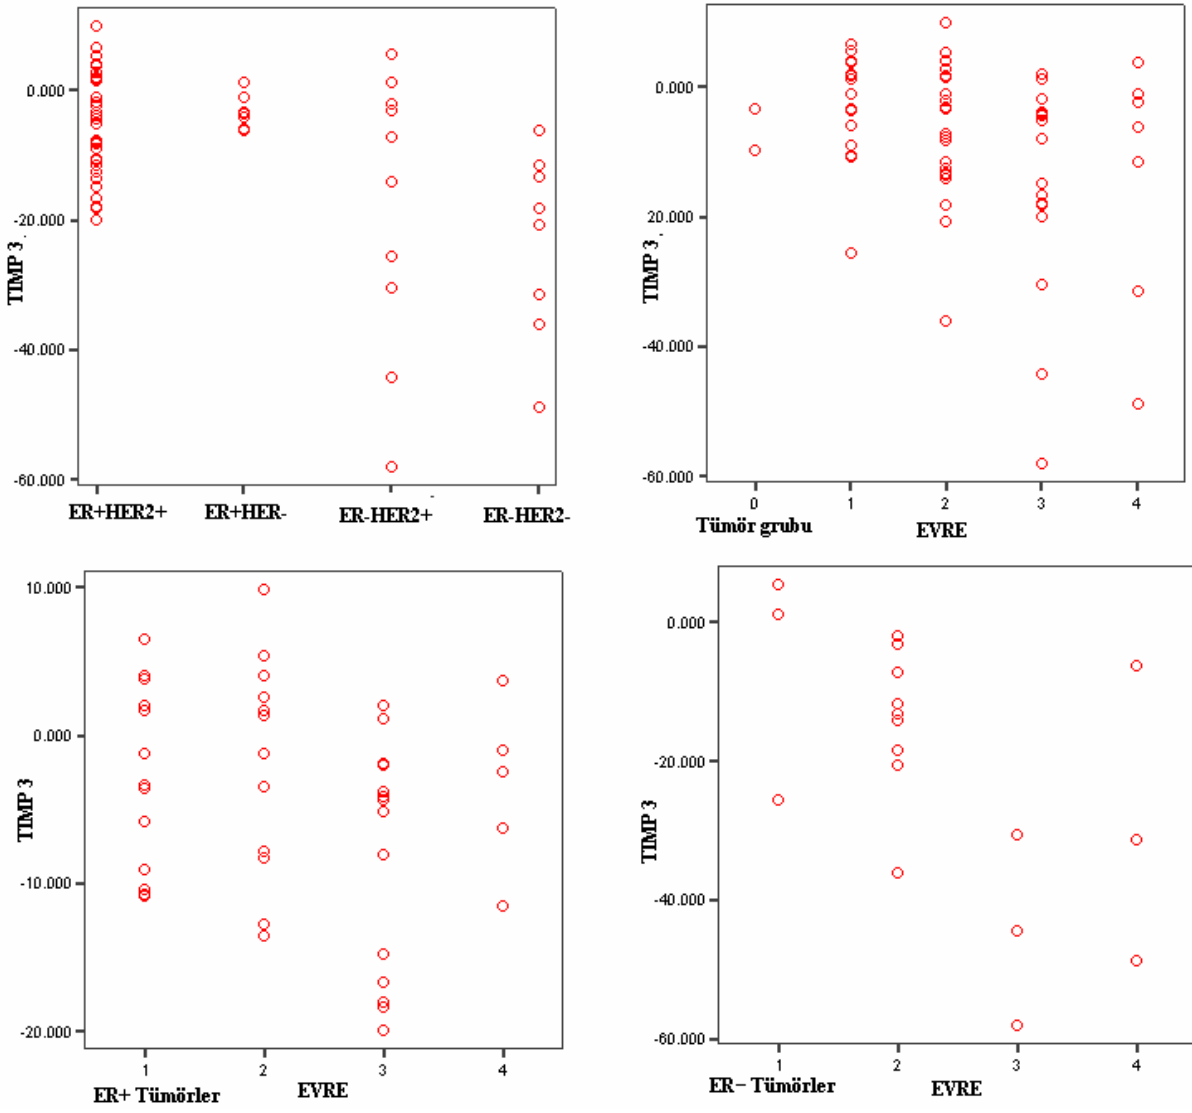 0.000
-20.000
-40.000
-60.000
TIMP 3 .
ER+HER2+ ER+HER- ER-HER2+ ER-HER2-
0.000
20.000
-40.000
-60.000
TIMP 3 .
0 1 2 3 4
Tümör grubu EVRE
10.000
0.000
-10.000
-20.000
TIMP 3
1 2 3 4
ER+ Tümörler EVRE
0.000
-20.000
-40.000
-60.000
TIMP 3
1 2 3 4
ER− Tümörler EVRE